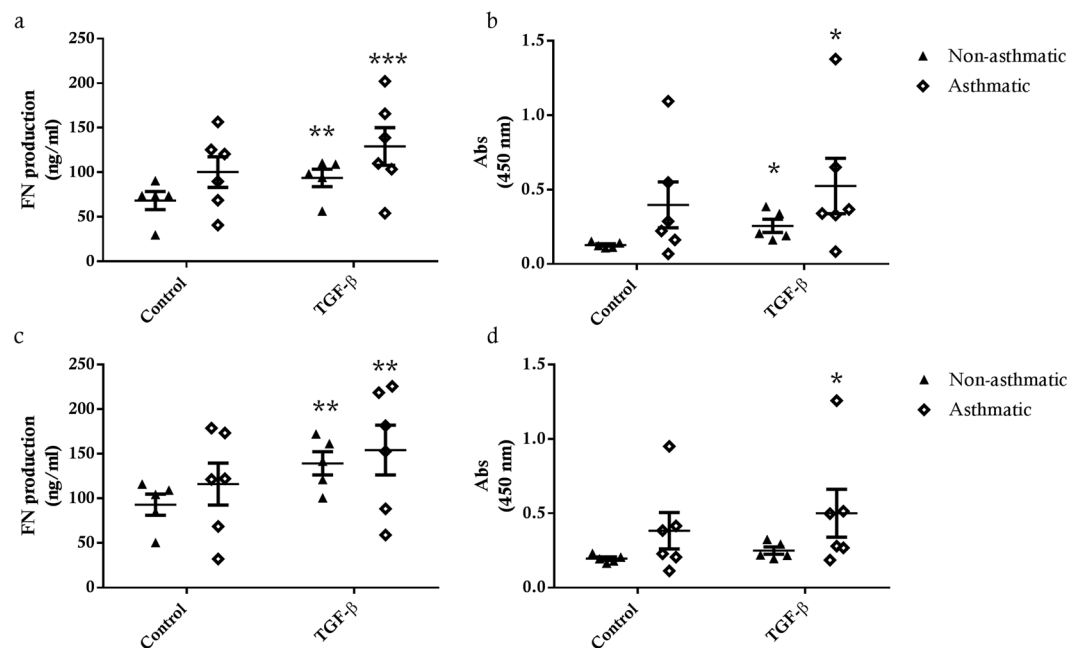 a
250
200
150
100
50
0
FN production
(ng/ml)
**
***
Control
TGF-β
b
1.5
1.0
0.5
0.0
Abs
(450 nm)
*
*
Control
TGF-β
Non-asthmatic
Asthmatic
c
250
200
150
100
50
0
FN production
(ng/ml)
**
**
Control
TGF-β
d
1.5
1.0
0.5
0.0
Abs
(450 nm)
*
Control
TGF-β
Non-asthmatic
Asthmatic